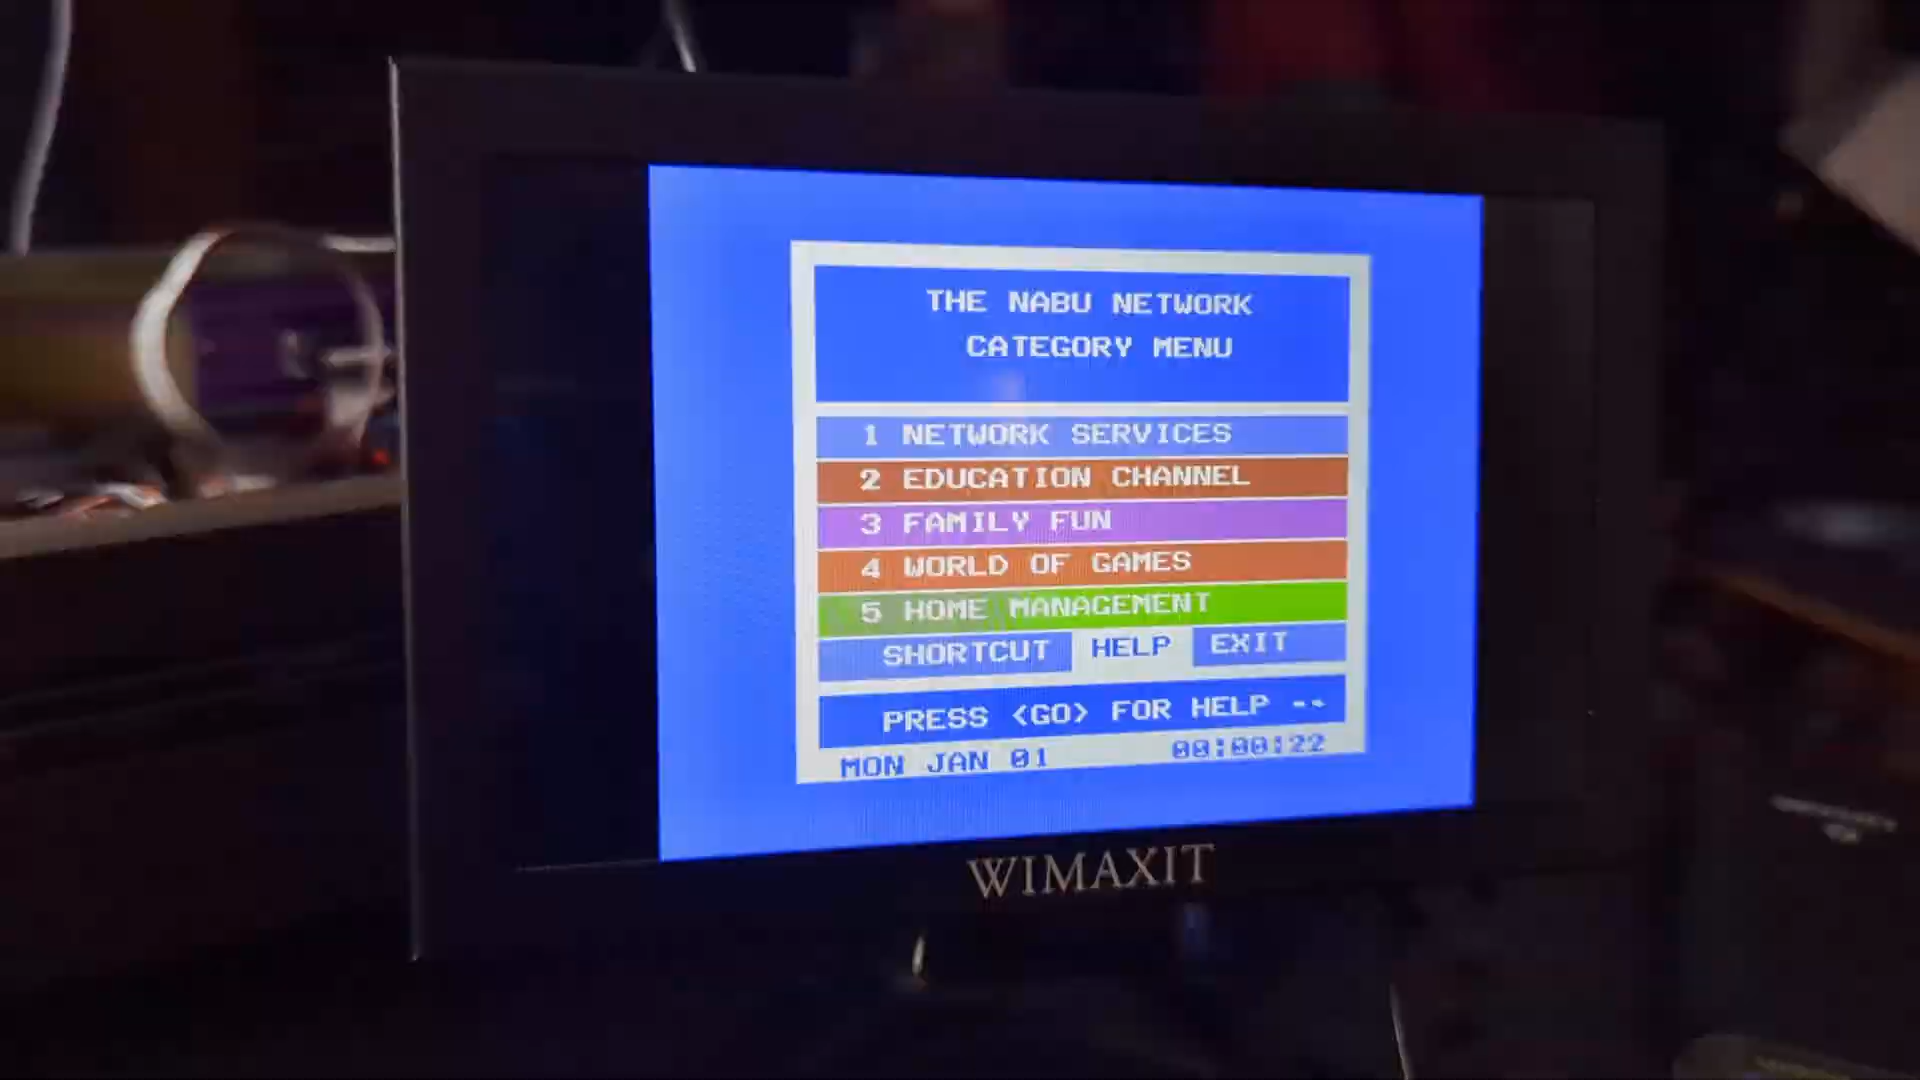 THE NABU NETWORK
CATEGORY MENU
1 NETWORK SERVICES
2 EDUCATION CHANNEL
3 FAMILY FUN
4 WORLD OF GAMES
5 HOME MANAGEMENT
SHORTCUT HELP EXIT
PRESS <GO> FOR HELP --
MON JAN 01 00:00:22
WIMAXIT